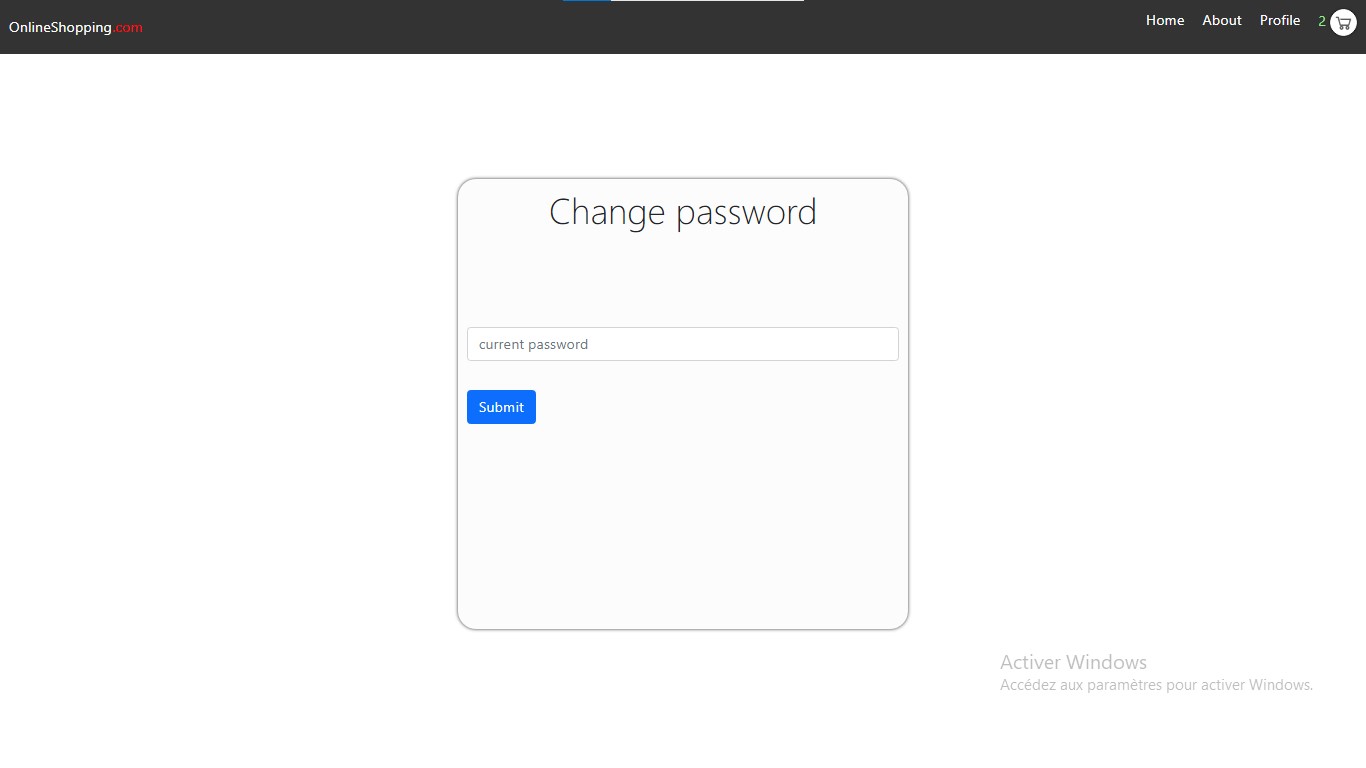 OnlineShopping.com
Home About Profile 2
Change password
current password
Submit
Activer Windows
Accédez aux paramètres pour activer Windows.